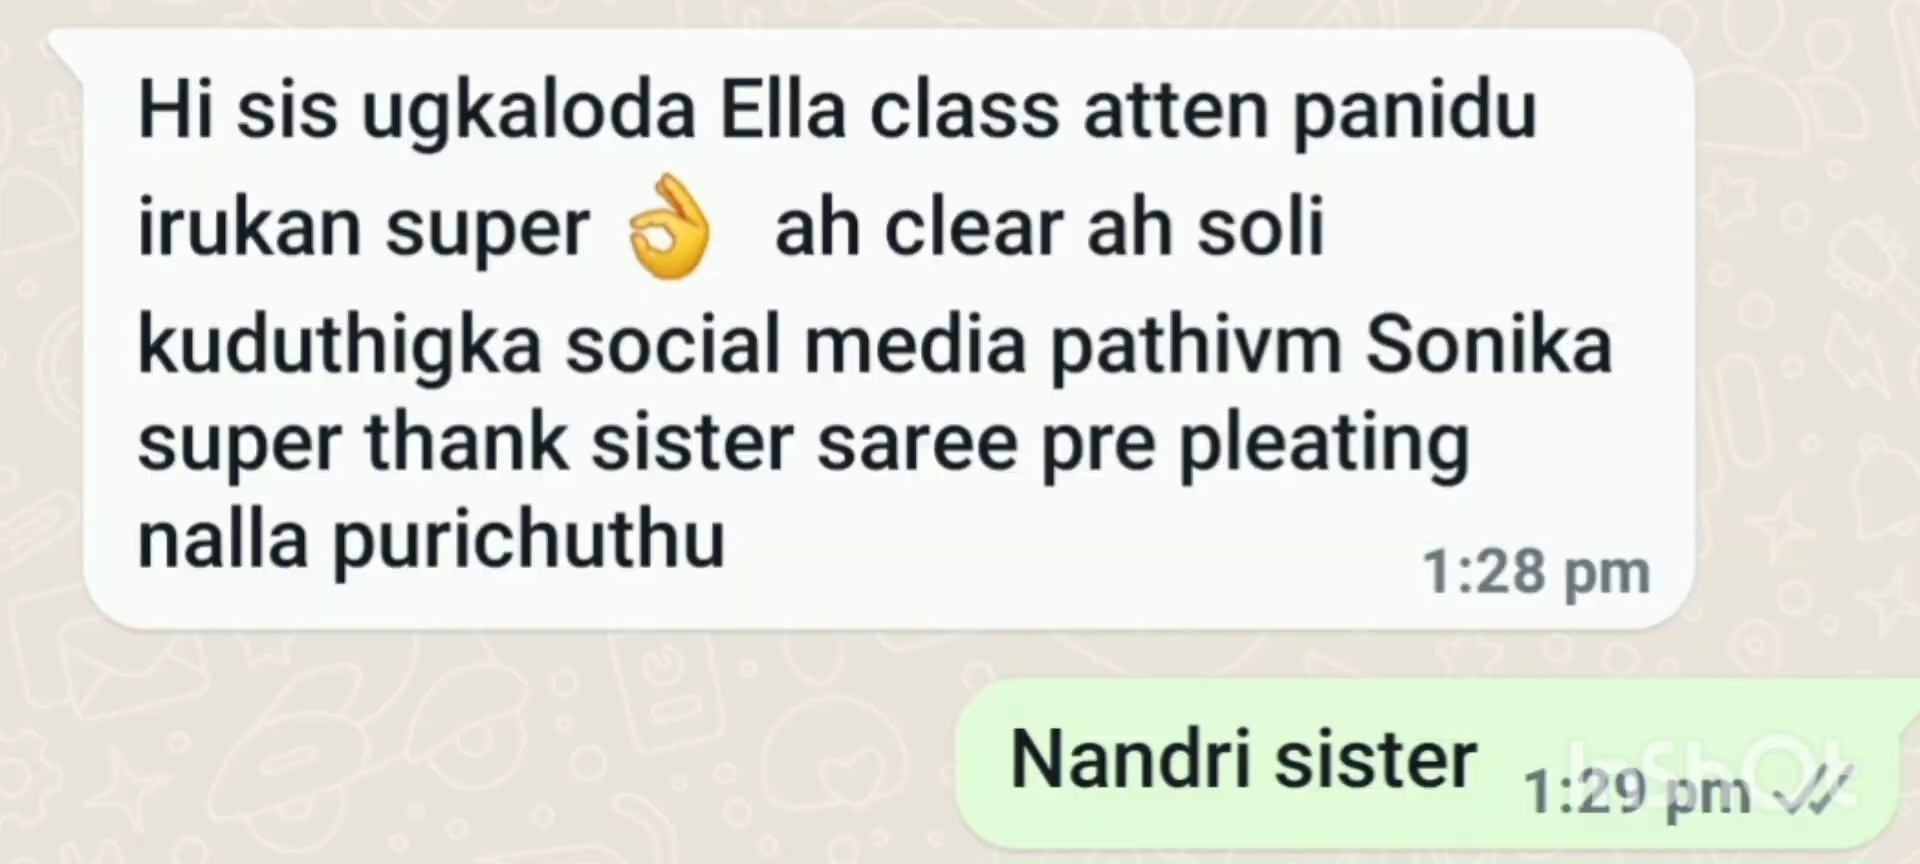 Hi sis ugkaloda Ella class atten panidu
irukan super 👌 ah clear ah soli
kuduthigka social media pathivm Sonika
super thank sister saree pre pleating
nalla purichuthu
1:28 pm
Nandri sister
1:29 pm
InShOt